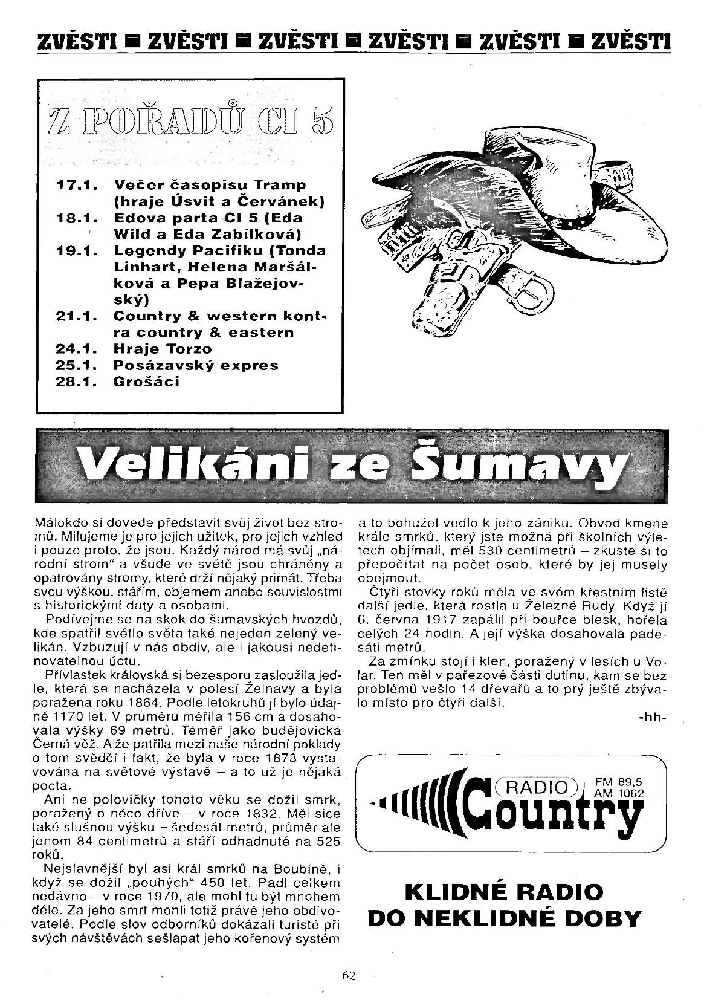 ZVĚSTI ■ ZVĚSTI ■ ZVĚSTI ■ ZVĚSTI ■ ZVĚSTI ■ ZVĚSTI
Z POŘADŮ CI 5
17.1. Večer časopisu Tramp
(hraje Úsvit a Červánek)
18.1. Edova parta CI 5 (Eda
Wild a Eda Zabílková)
19.1. Legendy Pacifiku (Tonda
Linhart, Helena Maršál-
ková a Pepa Blažejov-
ský)
21.1. Country & western kont-
ra country & eastern
24.1. Hraje Torzo
25.1. Posázavský expres
28.1. Grošáci
Velikáni ze Šumavy
Málokdo si dovede představit svůj život bez stro-
mů. Milujeme je pro jejich užitek, pro jejich vzhled
i pouze proto, že jsou. Každý národ má svůj „ná-
rodní strom“ a všude ve světě jsou chráněny a
opatrovány stromy, které drží nějaký primát. Třeba
svou výškou, stářím, objemem anebo souvislostmi
s historickými daty a osobami.
Podívejme se na skok do šumavských hvozdů,
kde spatřil světlo světa také nejeden zelený ve-
likán. Vzbuzují v nás obdiv, ale i jakousi nedefi-
novatelnou úctu.
Přívlastek královská si bezesporu zasloužila jed-
le, která se nacházela v polesí Želnavy a byla
poražena roku 1864. Podle letokruhů jí bylo údaj-
ně 1170 let. V průměru měřila 156 cm a dosaho-
vala výšky 69 metrů. Téměř jako budějovická
Černá věž. A že patřila mezi naše národní poklady
o tom svědčí i fakt, že byla v roce 1873 vysta-
vována na světové výstavě – a to už je nějaká
pocta.
Ani ne polovičky tohoto věku se dožil smrk,
poražený o něco dříve – v roce 1832. Měl sice
také slušnou výšku – šedesát metrů, průměr ale
jenom 84 centimetrů a stáří odhadnuté na 525
roků.
Nejslavnější byl asi král smrků na Boubíně, i
když se dožil „pouhých“ 450 let. Padl celkem
nedávno – v roce 1970, ale mohl tu být mnohem
déle. Za jeho smrt mohli totiž právě jeho obdivo-
vatelé. Podle slov odborníků dokázali turisté při
svých návštěvách sešlapat jeho kořenový systém
a to bohužel vedlo k jeho zániku. Obvod kmene
krále smrků, který jste možná při školních výle-
tech objímali, měl 530 centimetrů – zkuste si to
přepočítat na počet osob, které by jej musely
obejmout.
Čtyři stovky roků měla ve svém křestním listě
další jedle, která rostla u Železné Rudy. Když jí
6. června 1917 zapálil při bouřce blesk, hořela
celých 24 hodin. A její výška dosahovala pade-
sáti metrů.
Za zmínku stojí i klen, poražený v lesích u Vo-
lar. Ten měl v pařezové části dutinu, kam se bez
problémů vešlo 14 dřevařů a to prý ještě zbýva-
lo místo pro čtyři další.
-hh-
RADIO
FM 89,5
AM 1062
Country
KLIDNÉ RADIO
DO NEKLIDNÉ DOBY
62